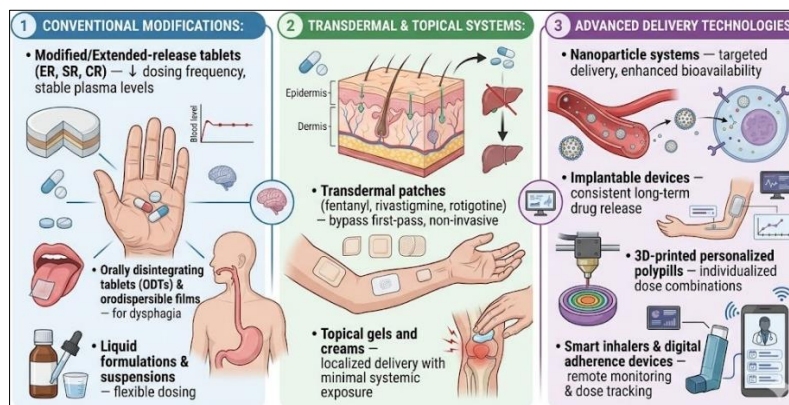 1 CONVENTIONAL MODIFICATIONS:
• Modified/Extended-release tablets
(ER, SR, CR) — ↓ dosing frequency,
stable plasma levels
Blood level
• Orally disintegrating
tablets (ODTs) &
orodispersible films
– for dysphagia
• Liquid
formulations &
suspensions
– flexible dosing
2 TRANSDERMAL & TOPICAL SYSTEMS:
Epidermis
Dermis
• Transdermal patches
(fentanyl, rivastigmine, rotigotine)
— bypass first-pass, non-invasive
• Topical gels and
creams —
localized delivery with
minimal systemic
exposure
3 ADVANCED DELIVERY TECHNOLOGIES
• Nanoparticle systems — targeted
delivery, enhanced bioavailability
• Implantable devices —
consistent long-term
drug release
• 3D-printed personalized
polypills — individualized
dose combinations
• Smart inhalers & digital
adherence devices —
remote monitoring
& dose tracking